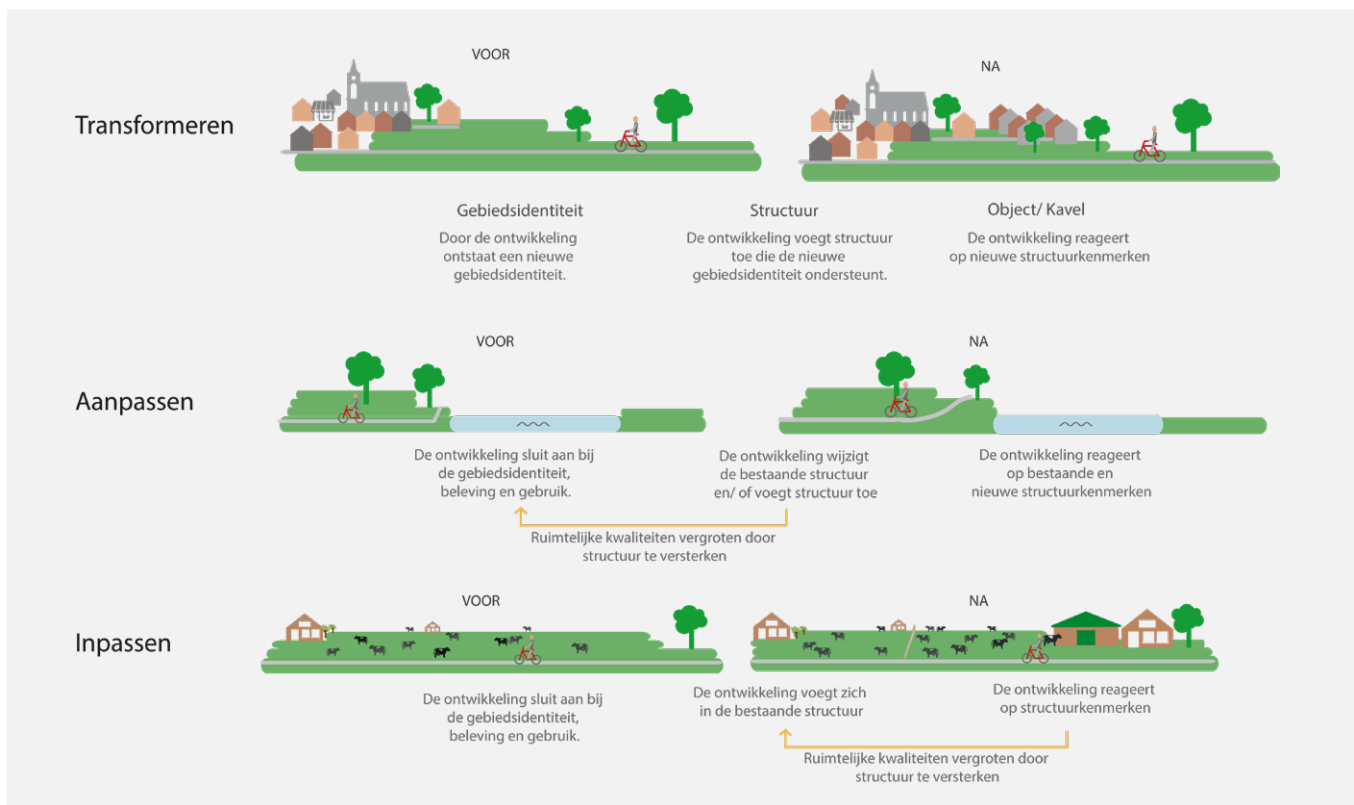 VOOR
NA
Transformeren
Gebiedsidentiteit
Door de ontwikkeling
ontstaat een nieuwe
gebiedsidentiteit.
Structuur
De ontwikkeling voegt structuur
toe die de nieuwe
gebiedsidentiteit ondersteunt.
Object/ Kavel
De ontwikkeling reageert
op nieuwe structuurkenmerken
VOOR
NA
Aanpassen
De ontwikkeling sluit aan bij
de gebiedsidentiteit,
beleving en gebruik.
De ontwikkeling wijzigt
de bestaande structuur
en/ of voegt structuur toe
De ontwikkeling reageert
op bestaande en
nieuwe structuurkenmerken
Ruimtelijke kwaliteiten vergroten door
structuur te versterken
VOOR
NA
Inpassen
De ontwikkeling sluit aan bij
de gebiedsidentiteit,
beleving en gebruik.
De ontwikkeling voegt zich
in de bestaande structuur
De ontwikkeling reageert
op structuurkenmerken
Ruimtelijke kwaliteiten vergroten door
structuur te versterken